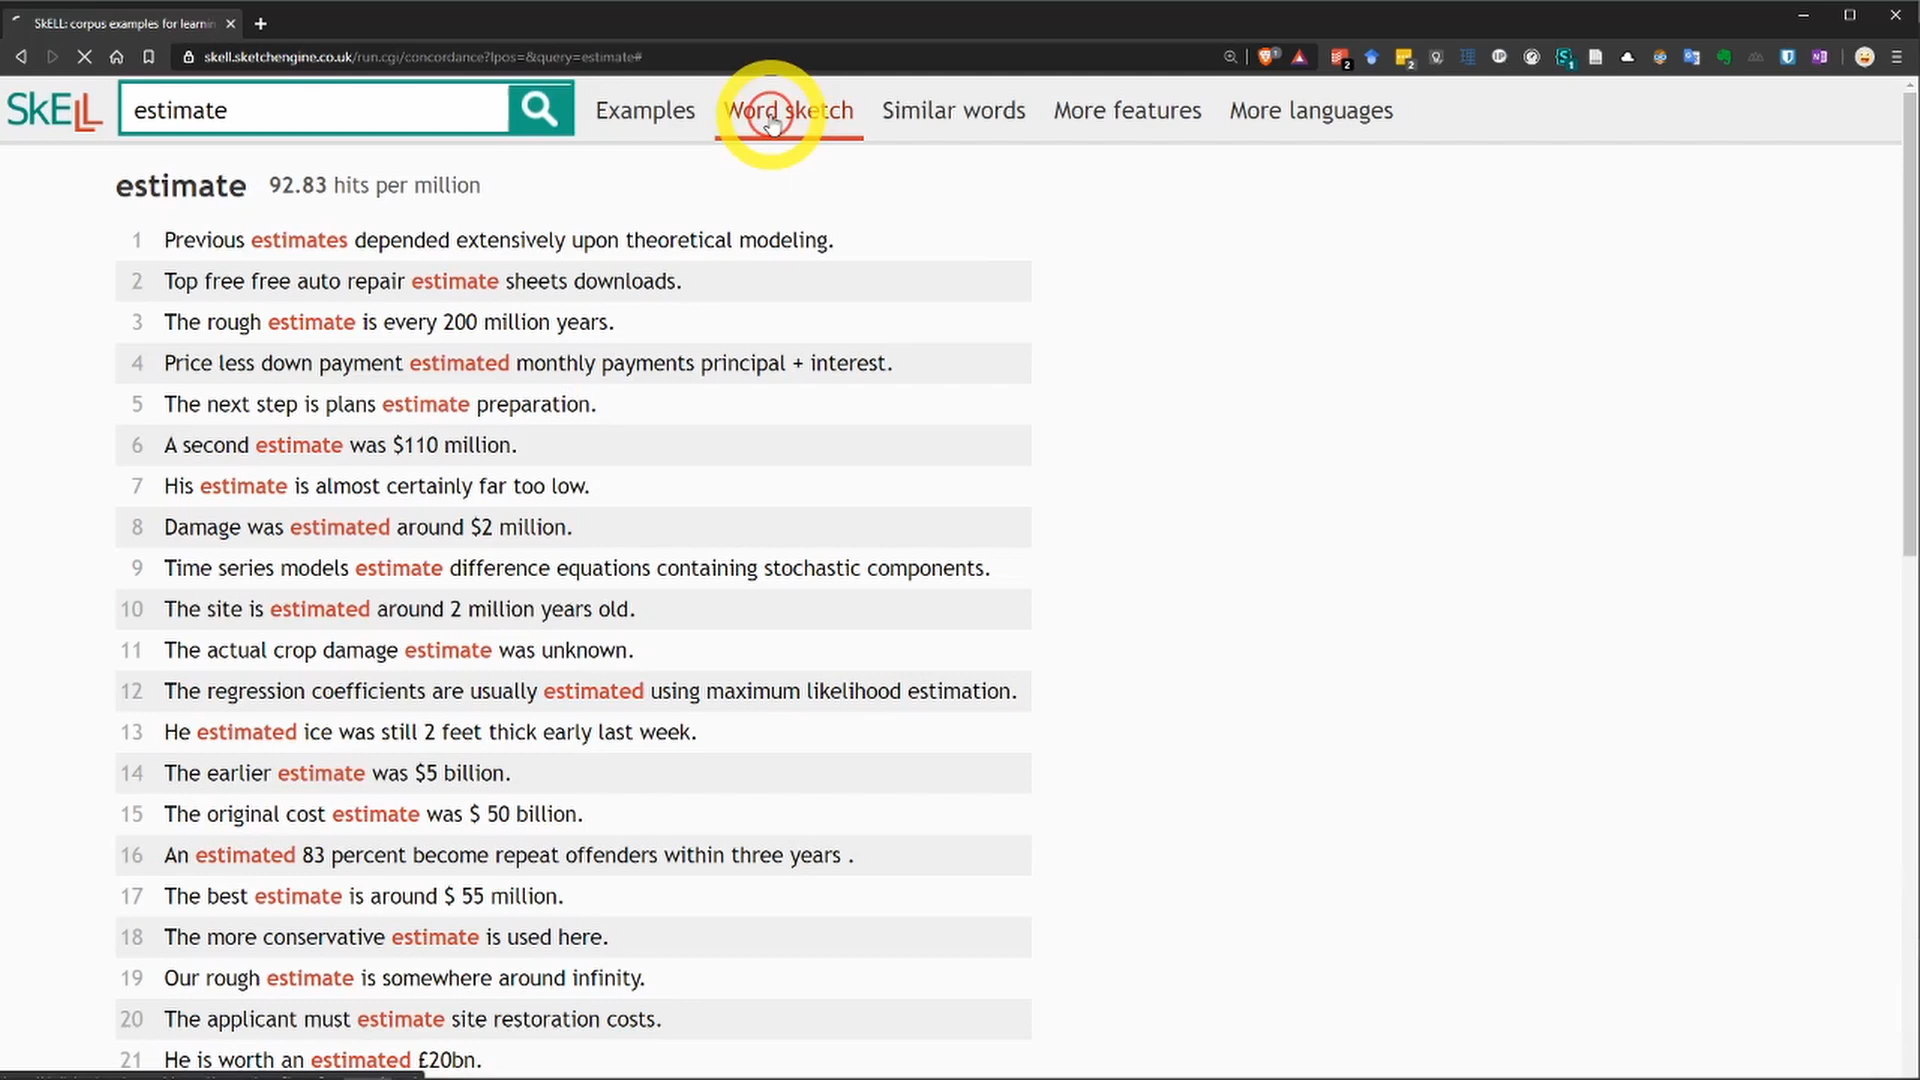 SkELL: corpus examples for learnin
skell.sketchengine.co.uk/run.cgi/concordance?lpos=&query=estimate#
SkELL
estimate
Examples
Word sketch
Similar words
More features
More languages
estimate 92.83 hits per million
1 Previous estimates depended extensively upon theoretical modeling.
2 Top free free auto repair estimate sheets downloads.
3 The rough estimate is every 200 million years.
4 Price less down payment estimated monthly payments principal + interest.
5 The next step is plans estimate preparation.
6 A second estimate was $110 million.
7 His estimate is almost certainly far too low.
8 Damage was estimated around $2 million.
9 Time series models estimate difference equations containing stochastic components.
10 The site is estimated around 2 million years old.
11 The actual crop damage estimate was unknown.
12 The regression coefficients are usually estimated using maximum likelihood estimation.
13 He estimated ice was still 2 feet thick early last week.
14 The earlier estimate was $5 billion.
15 The original cost estimate was $ 50 billion.
16 An estimated 83 percent become repeat offenders within three years .
17 The best estimate is around $ 55 million.
18 The more conservative estimate is used here.
19 Our rough estimate is somewhere around infinity.
20 The applicant must estimate site restoration costs.
21 He is worth an estimated £20bn.